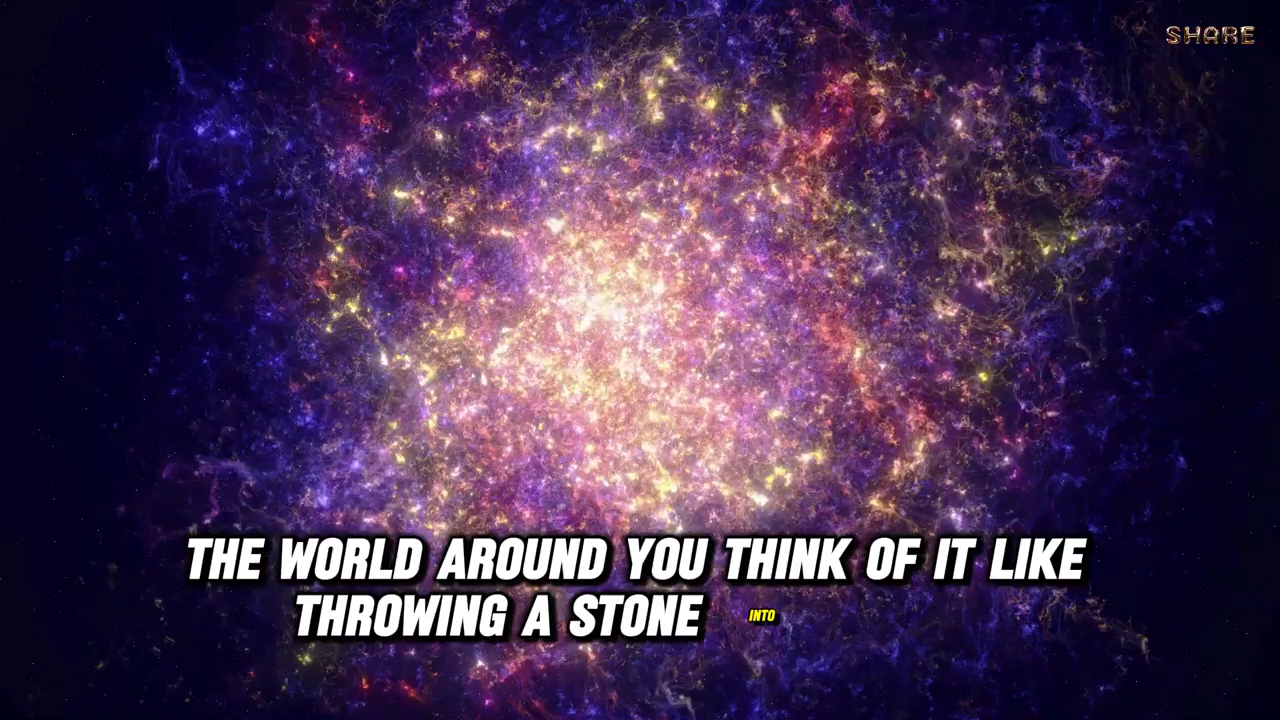 SHARE
THE WORLD AROUND YOU THINK OF IT LIKE
THROWING A STONE INTO